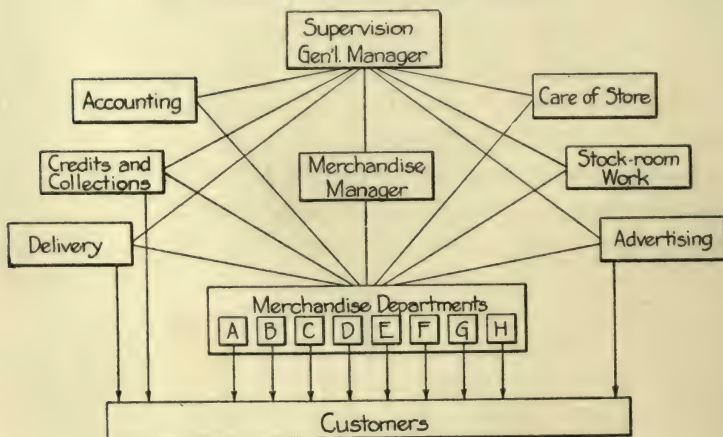 Supervision
Gen'l. Manager
Accounting
Care of Store
Credits and
Collections
Merchandise
Manager
Stock-room
Work
Delivery
Advertising
Merchandise Departments
A B C D E F G H
Customers